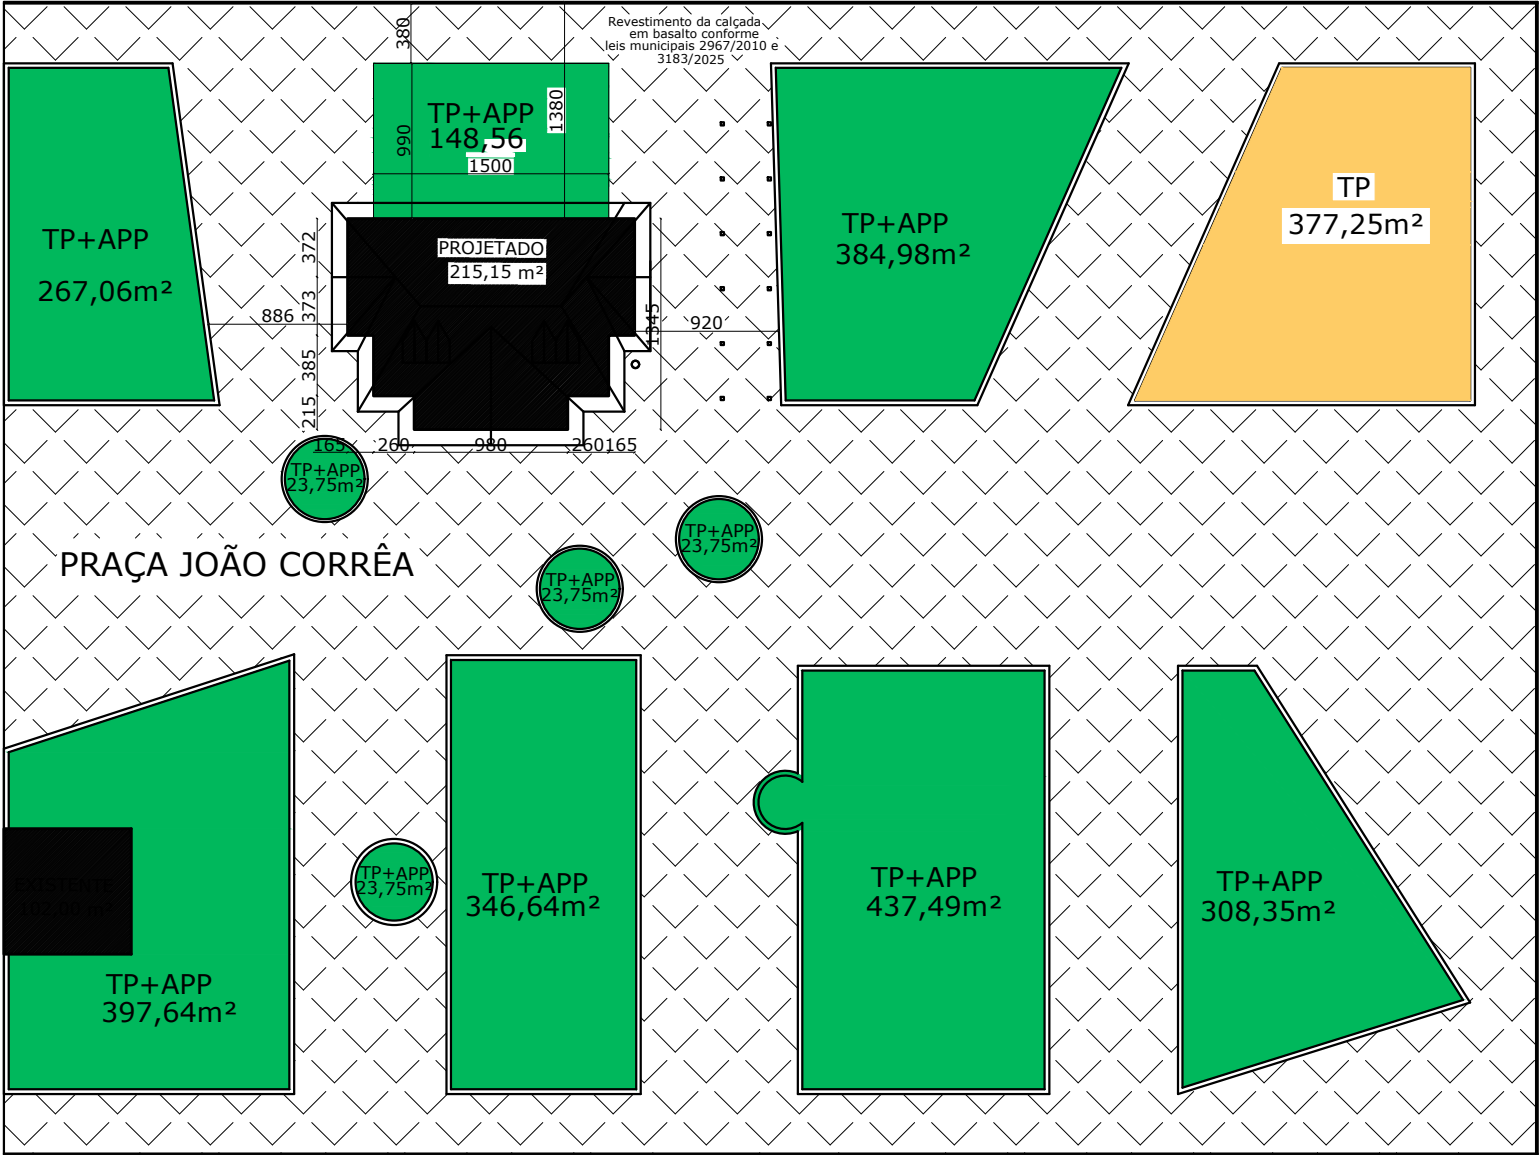 380
Revestimento da calçada
em basalto conforme
leis municipais 2967/2010 e
3183/2025
TP+APP
148,56
990
1380
1500
TP
377,25m²
TP+APP
384,98m²
TP+APP
267,06m²
PROJETADO
215,15 m²
372
373
385
215
886
1345
920
165
260
980
260
165
TP+APP
23,75m²
TP+APP
23,75m²
PRAÇA JOÃO CORRÊA
TP+APP
23,75m²
EXISTENTE
102,00 m²
TP+APP
23,75m²
TP+APP
346,64m²
TP+APP
437,49m²
TP+APP
308,35m²
TP+APP
397,64m²